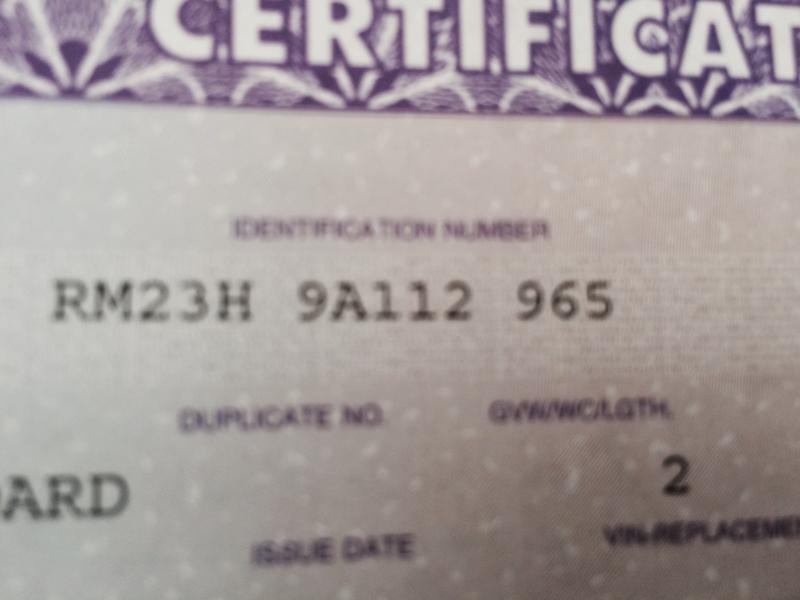 CERTIFICAT
IDENTIFICATION NUMBER
RM23H 9A112 965
DUPLICATE NO. GVW/WC/LGTH.
ARD 2
ISSUE DATE VIN-REPLACEME